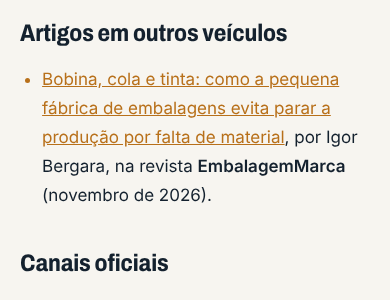 Artigos em outros veículos
• Bobina, cola e tinta: como a pequena
fábrica de embalagens evita parar a
produção por falta de material, por Igor
Bergara, na revista EmbalagemMarca
(novembro de 2026).
Canais oficiais